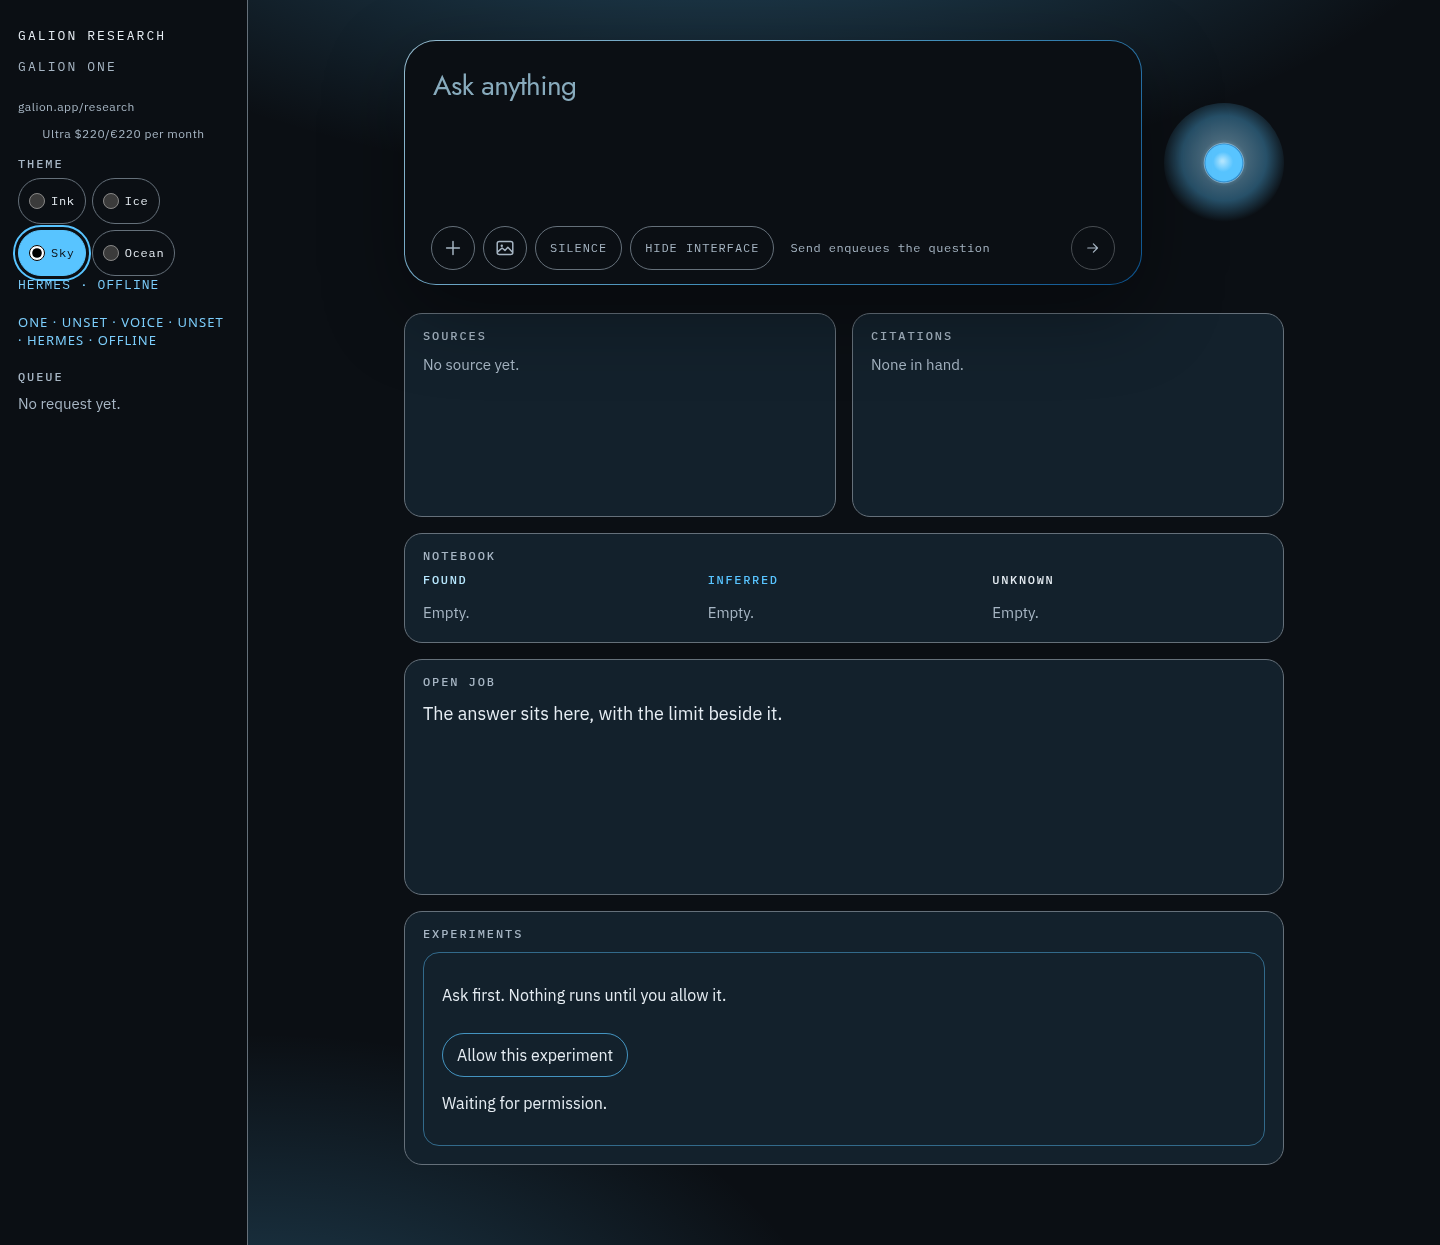 GALION RESEARCH
GALION ONE
galion.app/research
Ultra $220/€220 per month
THEME
Ink
Ice
Sky
Ocean
HERMES · OFFLINE
ONE · UNSET · VOICE · UNSET
· HERMES · OFFLINE
QUEUE
No request yet.
Ask anything
SILENCE
HIDE INTERFACE
Send enqueues the question
SOURCES
No source yet.
CITATIONS
None in hand.
NOTEBOOK
FOUND
Empty.
INFERRED
Empty.
UNKNOWN
Empty.
OPEN JOB
The answer sits here, with the limit beside it.
EXPERIMENTS
Ask first. Nothing runs until you allow it.
Allow this experiment
Waiting for permission.